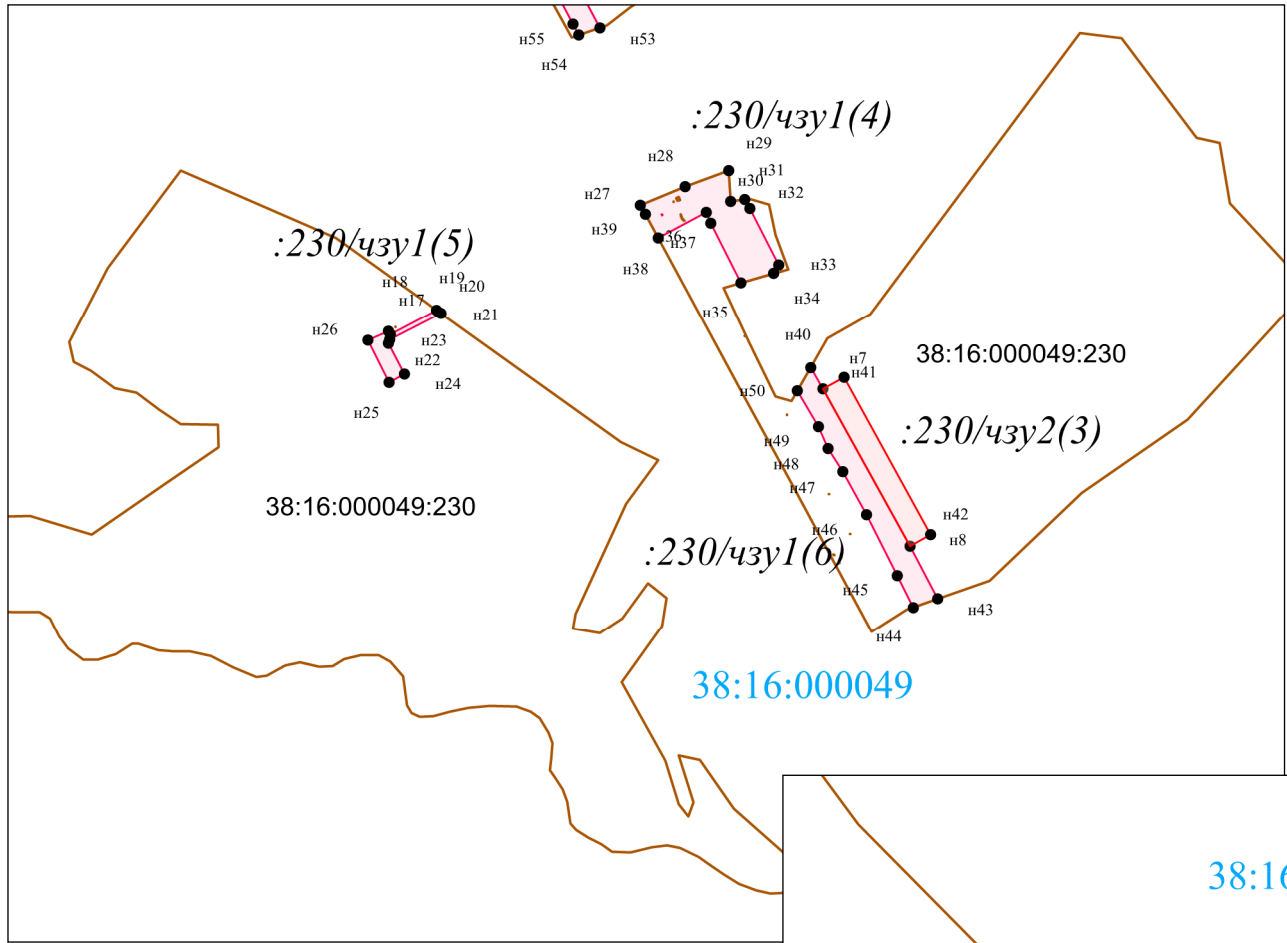 н55
н53
н54
:230/чзу1(4)
н29
н28
н31
н30
н32
н27
н39
н36
н37
:230/чзу1(5)
н38
н33
н34
н18
н19
н20
н17
н21
н35
н26
н23
н40
н22
н7
38:16:000049:230
н24
н41
н25
н50
:230/чзу2(3)
н49
н48
н47
38:16:000049:230
н46
н42
н8
:230/чзу1(6)
н45
н43
н44
38:16:000049
38:16